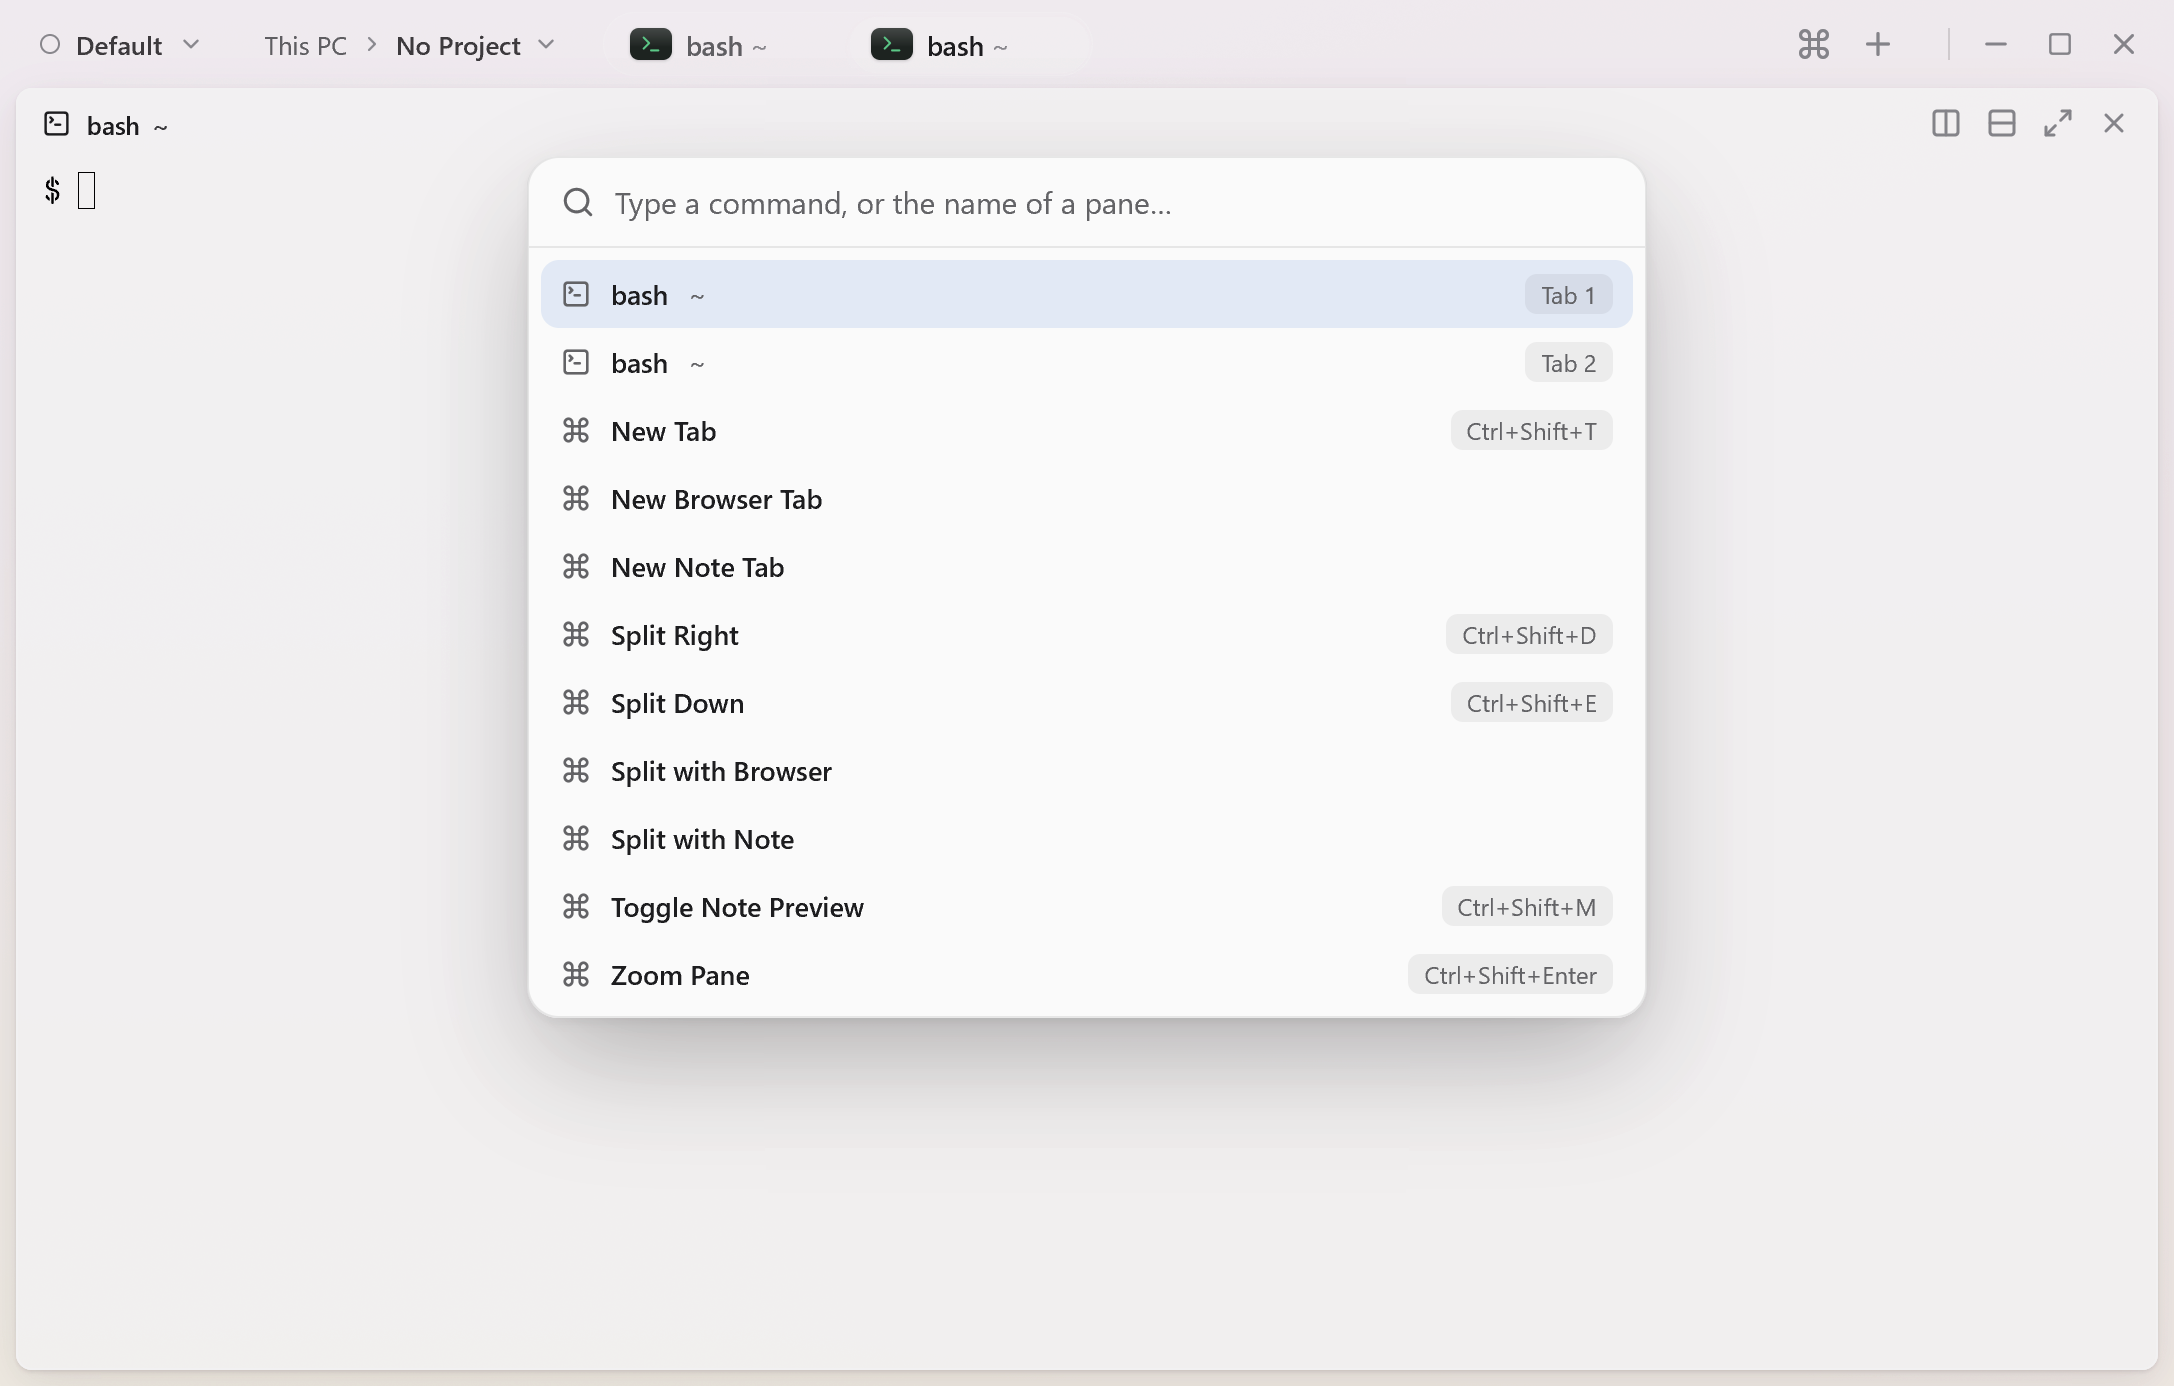 Default This PC No Project bash ~ bash ~
bash ~
$
Type a command, or the name of a pane...
bash ~ Tab 1
bash ~ Tab 2
New Tab Ctrl+Shift+T
New Browser Tab
New Note Tab
Split Right Ctrl+Shift+D
Split Down Ctrl+Shift+E
Split with Browser
Split with Note
Toggle Note Preview Ctrl+Shift+M
Zoom Pane Ctrl+Shift+Enter